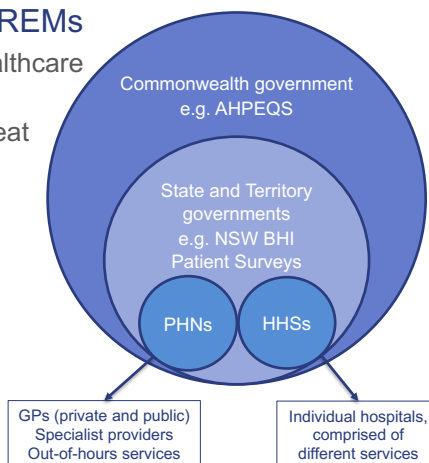 REMs
althcare
eat
Commonwealth government
e.g. AHPEQS
State and Territory
governments
e.g. NSW BHI
Patient Surveys
PHNs
HHSs
GPs (private and public)
Specialist providers
Out-of-hours services
Individual hospitals,
comprised of
different services